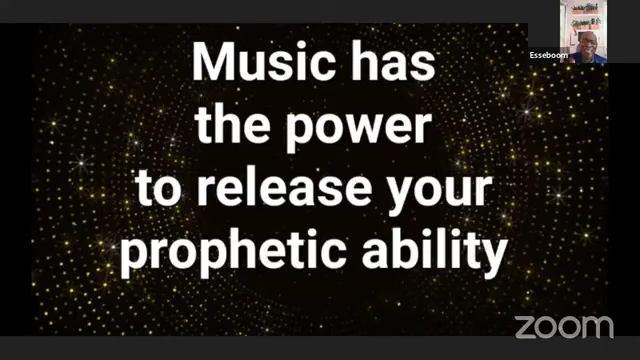 Music has
the power
to release your
prophetic ability
Esseboom
zoom